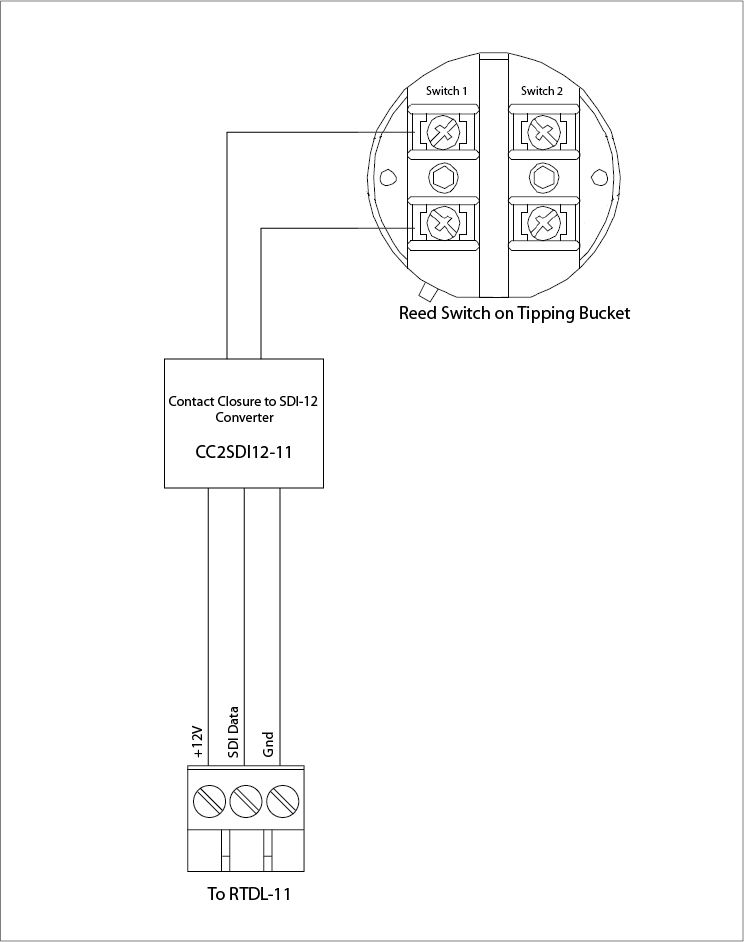 Switch 1
Switch 2
Reed Switch on Tipping Bucket
Contact Closure to SDI-12
Converter
CC2SDI12-11
+12V
SDI Data
Gnd
To RTDL-11